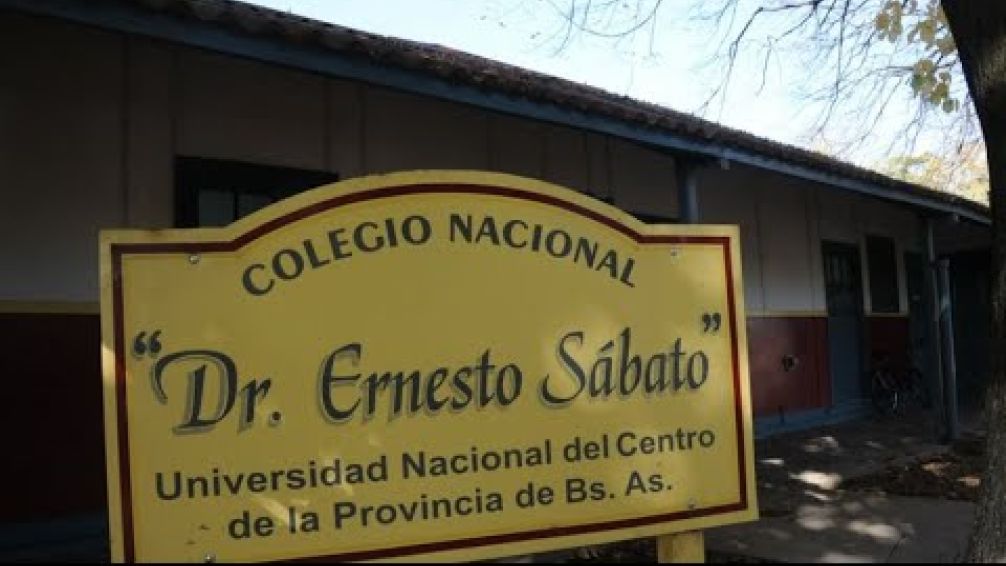 COLEGIO NACIONAL
“Dr. Ernesto Sábato”
Universidad Nacional del Centro
de la Provincia de Bs. As.